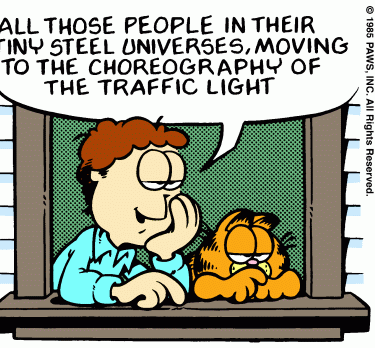 ALL THOSE PEOPLE IN THEIR
TINY STEEL UNIVERSES, MOVING
TO THE CHOREOGRAPHY OF
THE TRAFFIC LIGHT
© 1985 PAWS, INC. All Rights Reserved.